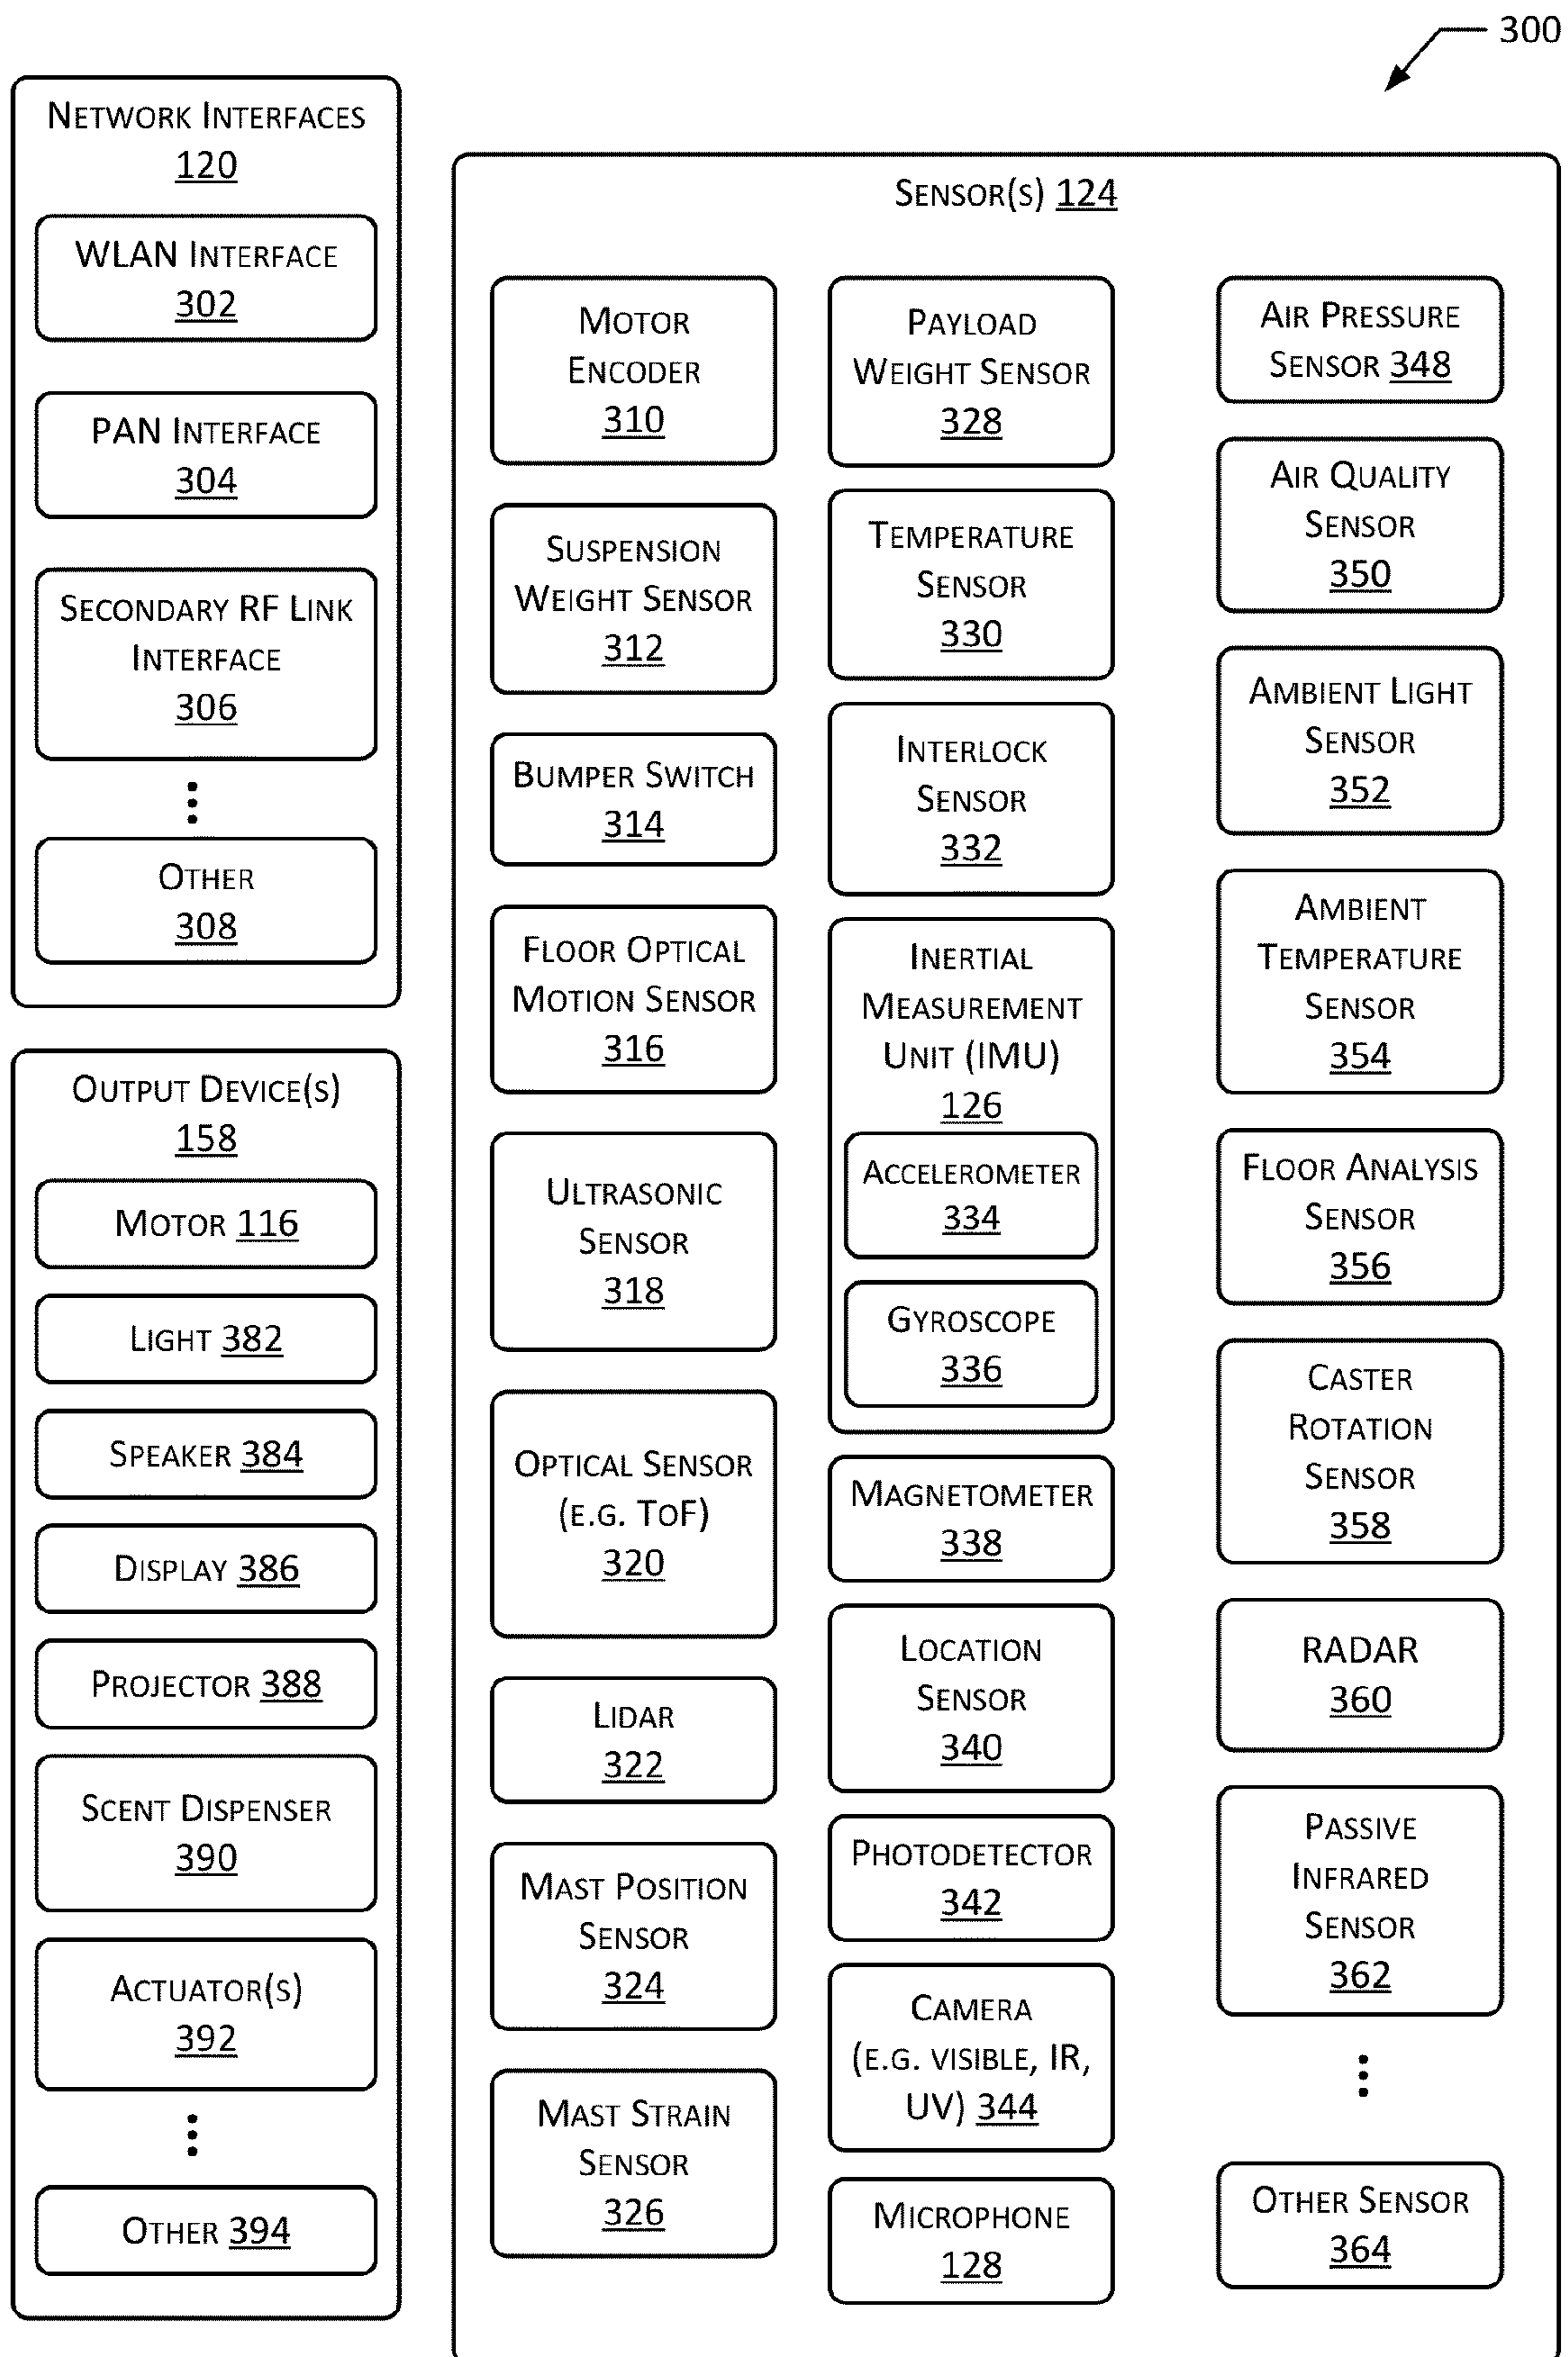 300
Network Interfaces
120
WLAN Interface
302
PAN Interface
304
Secondary RF Link
Interface
306
Other
308
Output Device(s)
158
Motor 116
Light 382
Speaker 384
Display 386
Projector 388
Scent Dispenser
390
Actuator(s)
392
Other 394
Sensor(s) 124
Motor
Encoder
310
Suspension
Weight Sensor
312
Bumper Switch
314
Floor Optical
Motion Sensor
316
Ultrasonic
Sensor
318
Optical Sensor
(e.g. ToF)
320
Lidar
322
Mast Position
Sensor
324
Mast Strain
Sensor
326
Payload
Weight Sensor
328
Temperature
Sensor
330
Interlock
Sensor
332
Inertial
Measurement
Unit (IMU)
126
Accelerometer
334
Gyroscope
336
Magnetometer
338
Location
Sensor
340
Photodetector
342
Camera
(e.g. visible, IR,
UV) 344
Microphone
128
Air Pressure
Sensor 348
Air Quality
Sensor
350
Ambient Light
Sensor
352
Ambient
Temperature
Sensor
354
Floor Analysis
Sensor
356
Caster
Rotation
Sensor
358
RADAR
360
Passive
Infrared
Sensor
362
Other Sensor
364